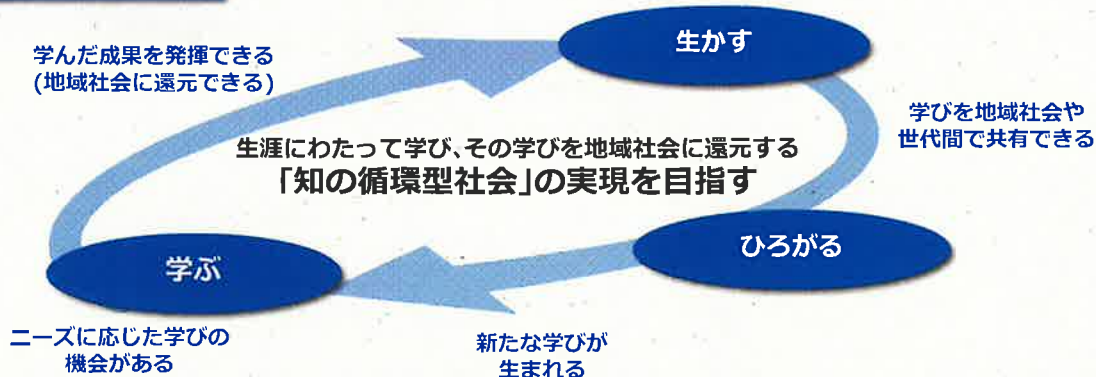 学んだ成果を発揮できる
(地域社会に還元できる)
生かす
学びを地域社会や
世代間で共有できる
生涯にわたって学び、その学びを地域社会に還元する
「知の循環型社会」の実現を目指す
ひろがる
学ぶ
ニーズに応じた学びの
機会がある
新たな学びが
生まれる